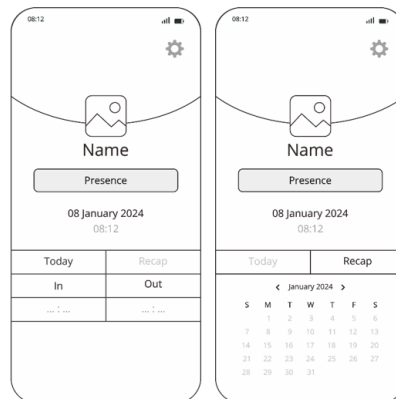 08:12
Name
Presence
08 January 2024
08:12
Today Recap
In Out
... : ... ... : ...
08:12
Name
Presence
08 January 2024
08:12
Today Recap
January 2024
S M T W T F S
1 2 3 4 5 6
7 8 9 10 11 12 13
14 15 16 17 18 19 20
21 22 23 24 25 26 27
28 29 30 31